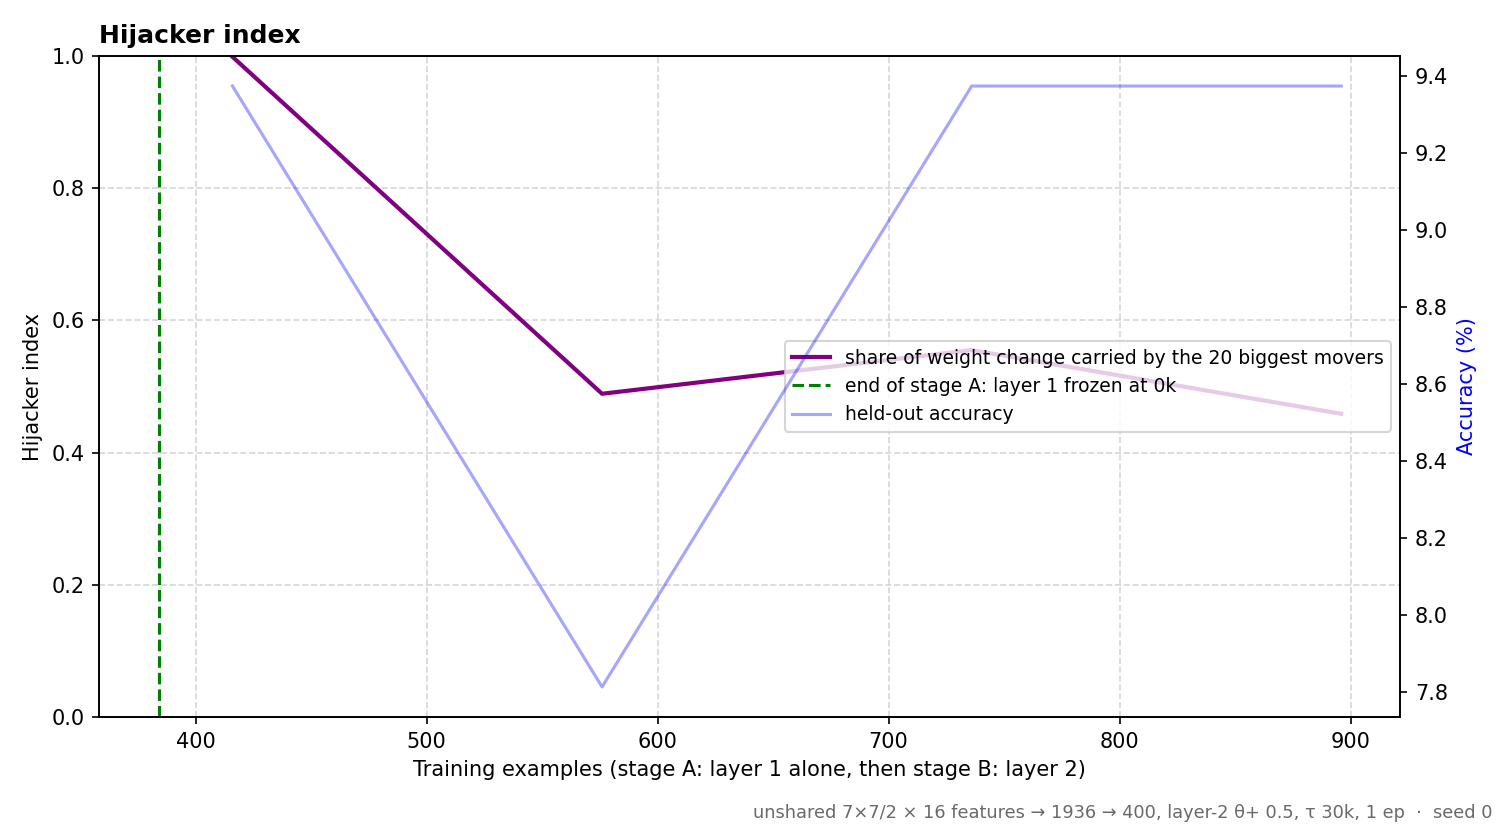 Hijacker index
1.0
0.8
0.6
0.4
0.2
0.0
Hijacker index
9.4
9.2
9.0
8.8
8.6
8.4
8.2
8.0
7.8
Accuracy (%)
share of weight change carried by the 20 biggest movers
end of stage A: layer 1 frozen at 0k
held-out accuracy
400 500 600 700 800 900
Training examples (stage A: layer 1 alone, then stage B: layer 2)
unshared 7×7/2 × 16 features → 1936 → 400, layer-2 θ+ 0.5, τ 30k, 1 ep · seed 0